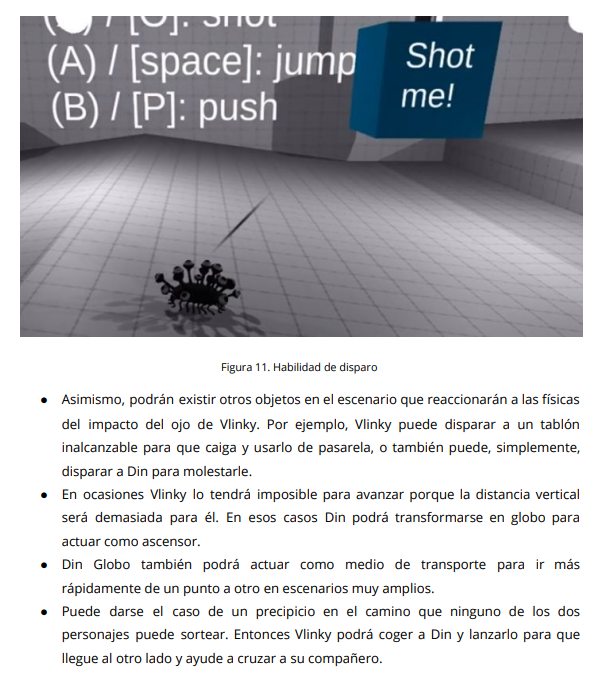 (X) / [O]: shot
(A) / [space]: jump
(B) / [P]: push
Shot
me!
Figura 11. Habilidad de disparo
● Asimismo, podrán existir otros objetos en el escenario que reaccionarán a las físicas
del impacto del ojo de Vlinky. Por ejemplo, Vlinky puede disparar a un tablón
inalcanzable para que caiga y usarlo de pasarela, o también puede, simplemente,
disparar a Din para molestarle.
● En ocasiones Vlinky lo tendrá imposible para avanzar porque la distancia vertical
será demasiada para él. En esos casos Din podrá transformarse en globo para
actuar como ascensor.
● Din Globo también podrá actuar como medio de transporte para ir más
rápidamente de un punto a otro en escenarios muy amplios.
● Puede darse el caso de un precipicio en el camino que ninguno de los dos
personajes puede sortear. Entonces Vlinky podrá coger a Din y lanzarlo para que
llegue al otro lado y ayude a cruzar a su compañero.